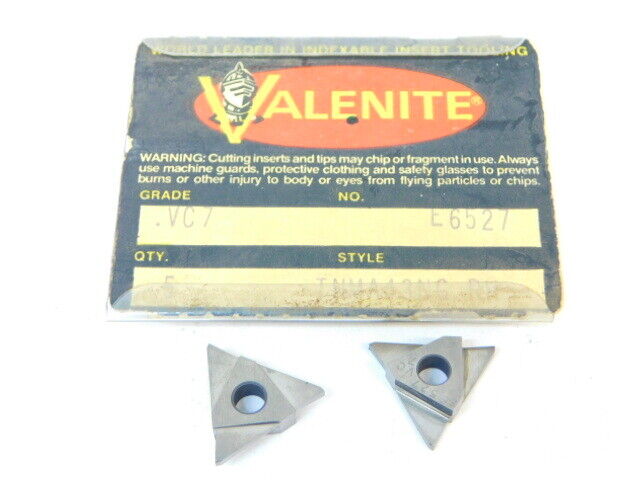 WORLD LEADER IN INDEXABLE INSERT TOOLING
VALENITE®
WARNING: Cutting inserts and tips may chip or fragment in use. Always
use machine guards, protective clothing and safety glasses to prevent
burns or other injury to body or eyes from flying particles or chips.
GRADE NO.
.VC7 E6527
QTY. STYLE
5